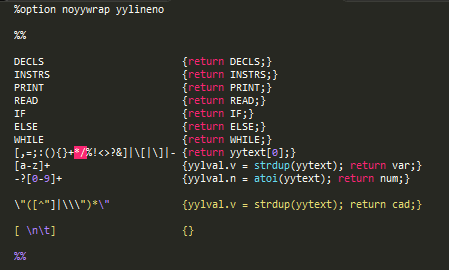 %option noyywrap yylineno
%%
DECLS {return DECLS;}
INSTRS {return INSTRS;}
PRINT {return PRINT;}
READ {return READ;}
IF {return IF;}
ELSE {return ELSE;}
WHILE {return WHILE;}
[,=;:(){}+*/%!<>?&]|\[|\]|- {return yytext[0];}
[a-z]+ {yylval.v = strdup(yytext); return var;}
-?[0-9]+ {yylval.n = atoi(yytext); return num;}
\"([^"]|\\\")*\" {yylval.v = strdup(yytext); return cad;}
[ \n\t] {}
%%